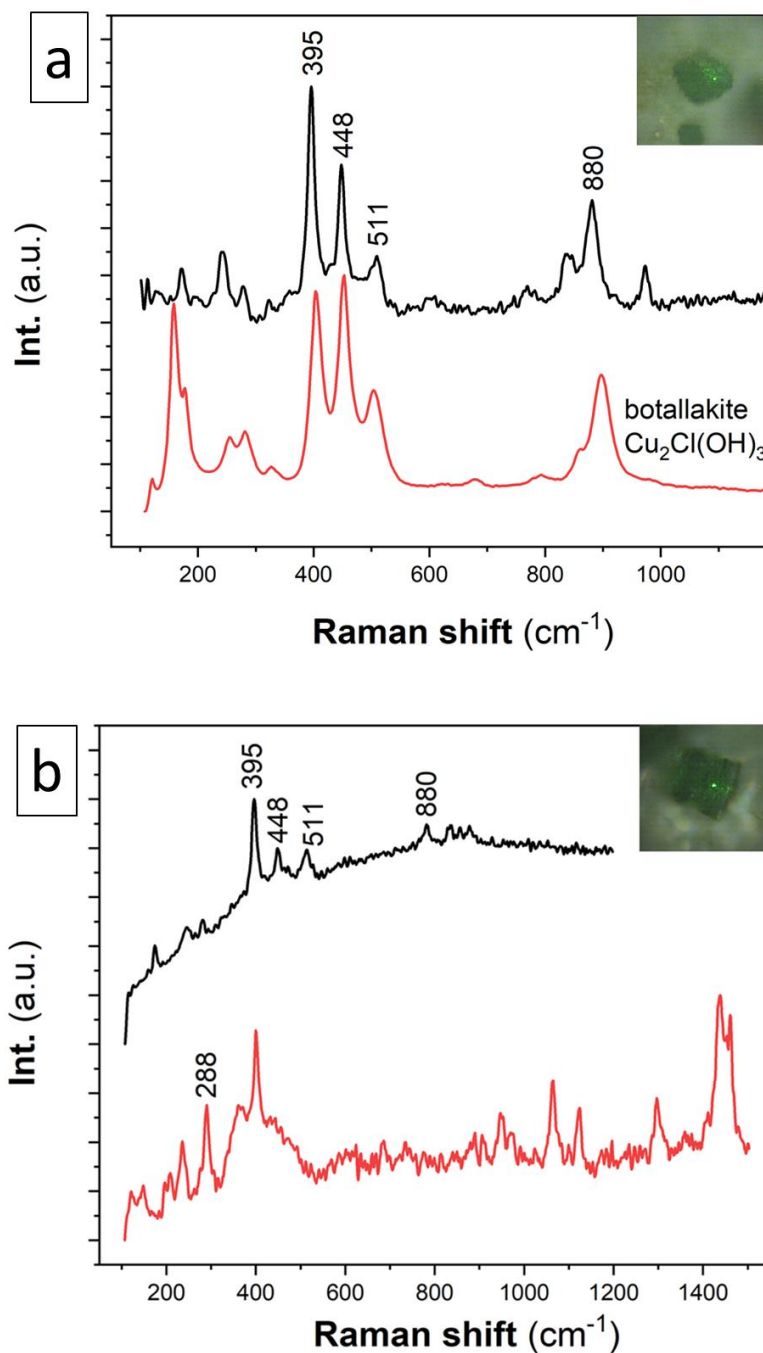 a
395
448
511
880
botallakite
Cu₂Cl(OH)₃
Int. (a.u.)
200 400 600 800 1000
Raman shift (cm⁻¹)
b
395
448
511
880
288
Int. (a.u.)
200 400 600 800 1000 1200 1400
Raman shift (cm⁻¹)